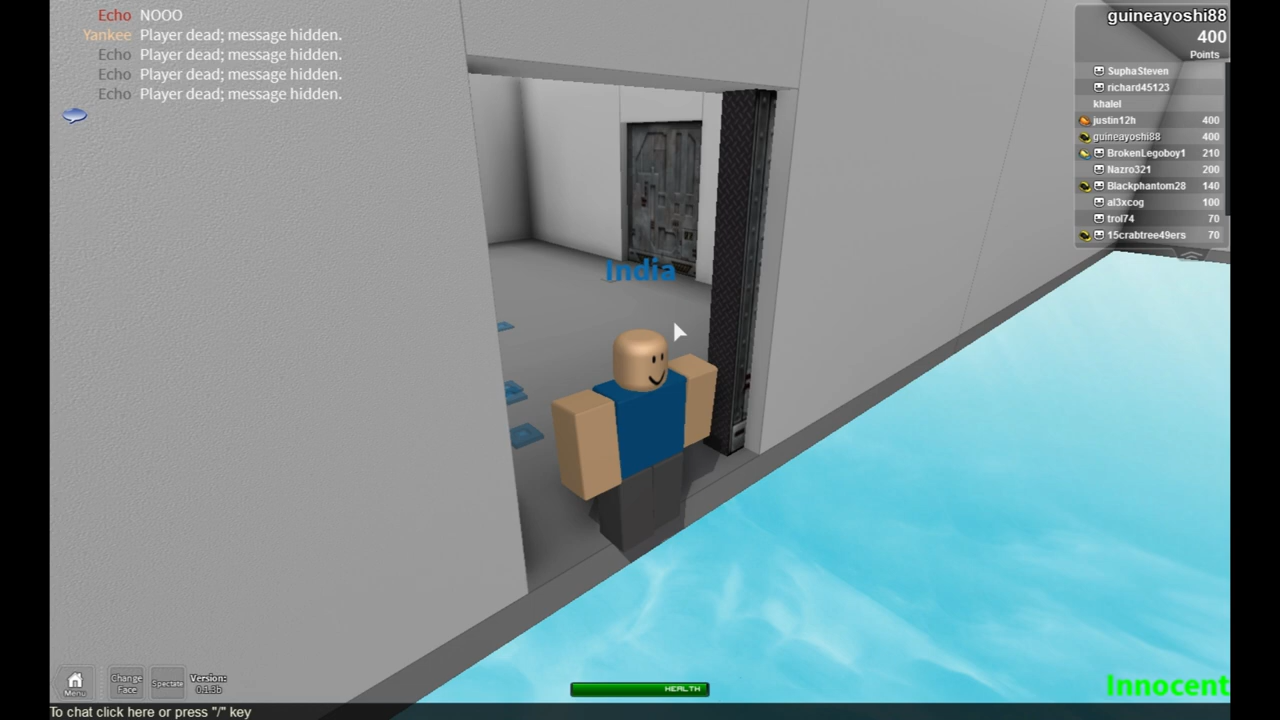 Echo NOOO
Yankee Player dead; message hidden.
Echo Player dead; message hidden.
Echo Player dead; message hidden.
Echo Player dead; message hidden.
guineayoshi88
400
Points
SuphaSteven
richard45123
khalel
justin12h 400
guineayoshi88 400
BrokenLegoboy1 210
Nazro321 200
Blackphantom28 140
al3xcog 100
trol74 70
15crabtree49ers 70
India
Menu
Change Face
Spectate
Version:
0.1.3b
HEALTH
Innocent
To chat click here or press "/" key